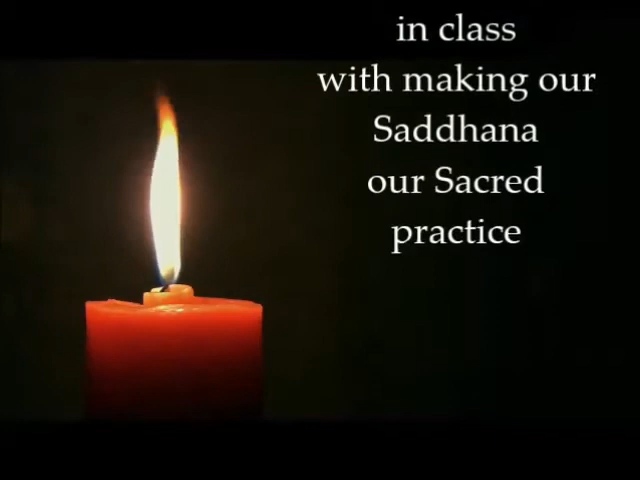 in class
with making our
Saddhana
our Sacred
practice